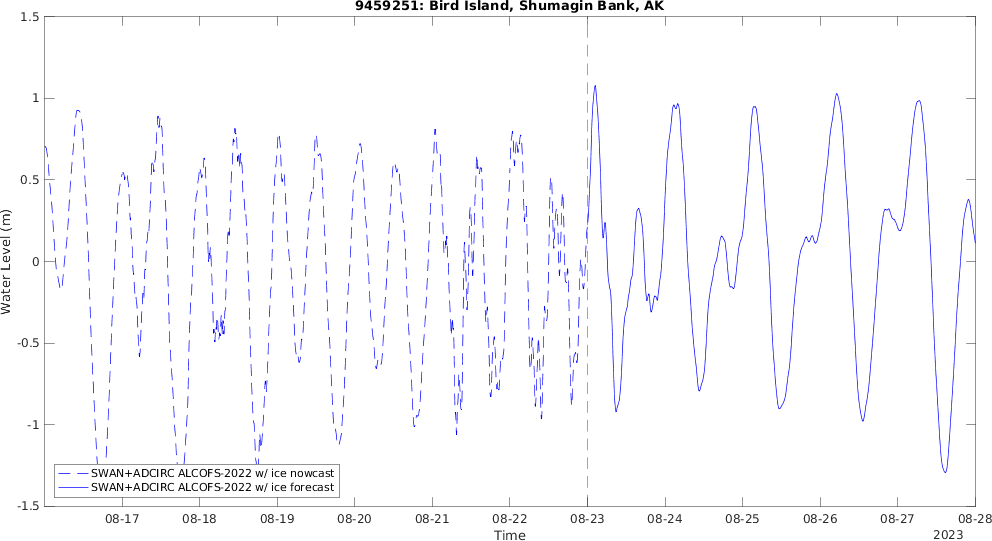 9459251: Bird Island, Shumagin Bank, AK
1.5
1
0.5
0
-0.5
-1
-1.5
Water Level (m)
SWAN+ADCIRC ALCOFS-2022 w/ ice nowcast
SWAN+ADCIRC ALCOFS-2022 w/ ice forecast
08-17 08-18 08-19 08-20 08-21 08-22 08-23 08-24 08-25 08-26 08-27 08-28
Time
2023